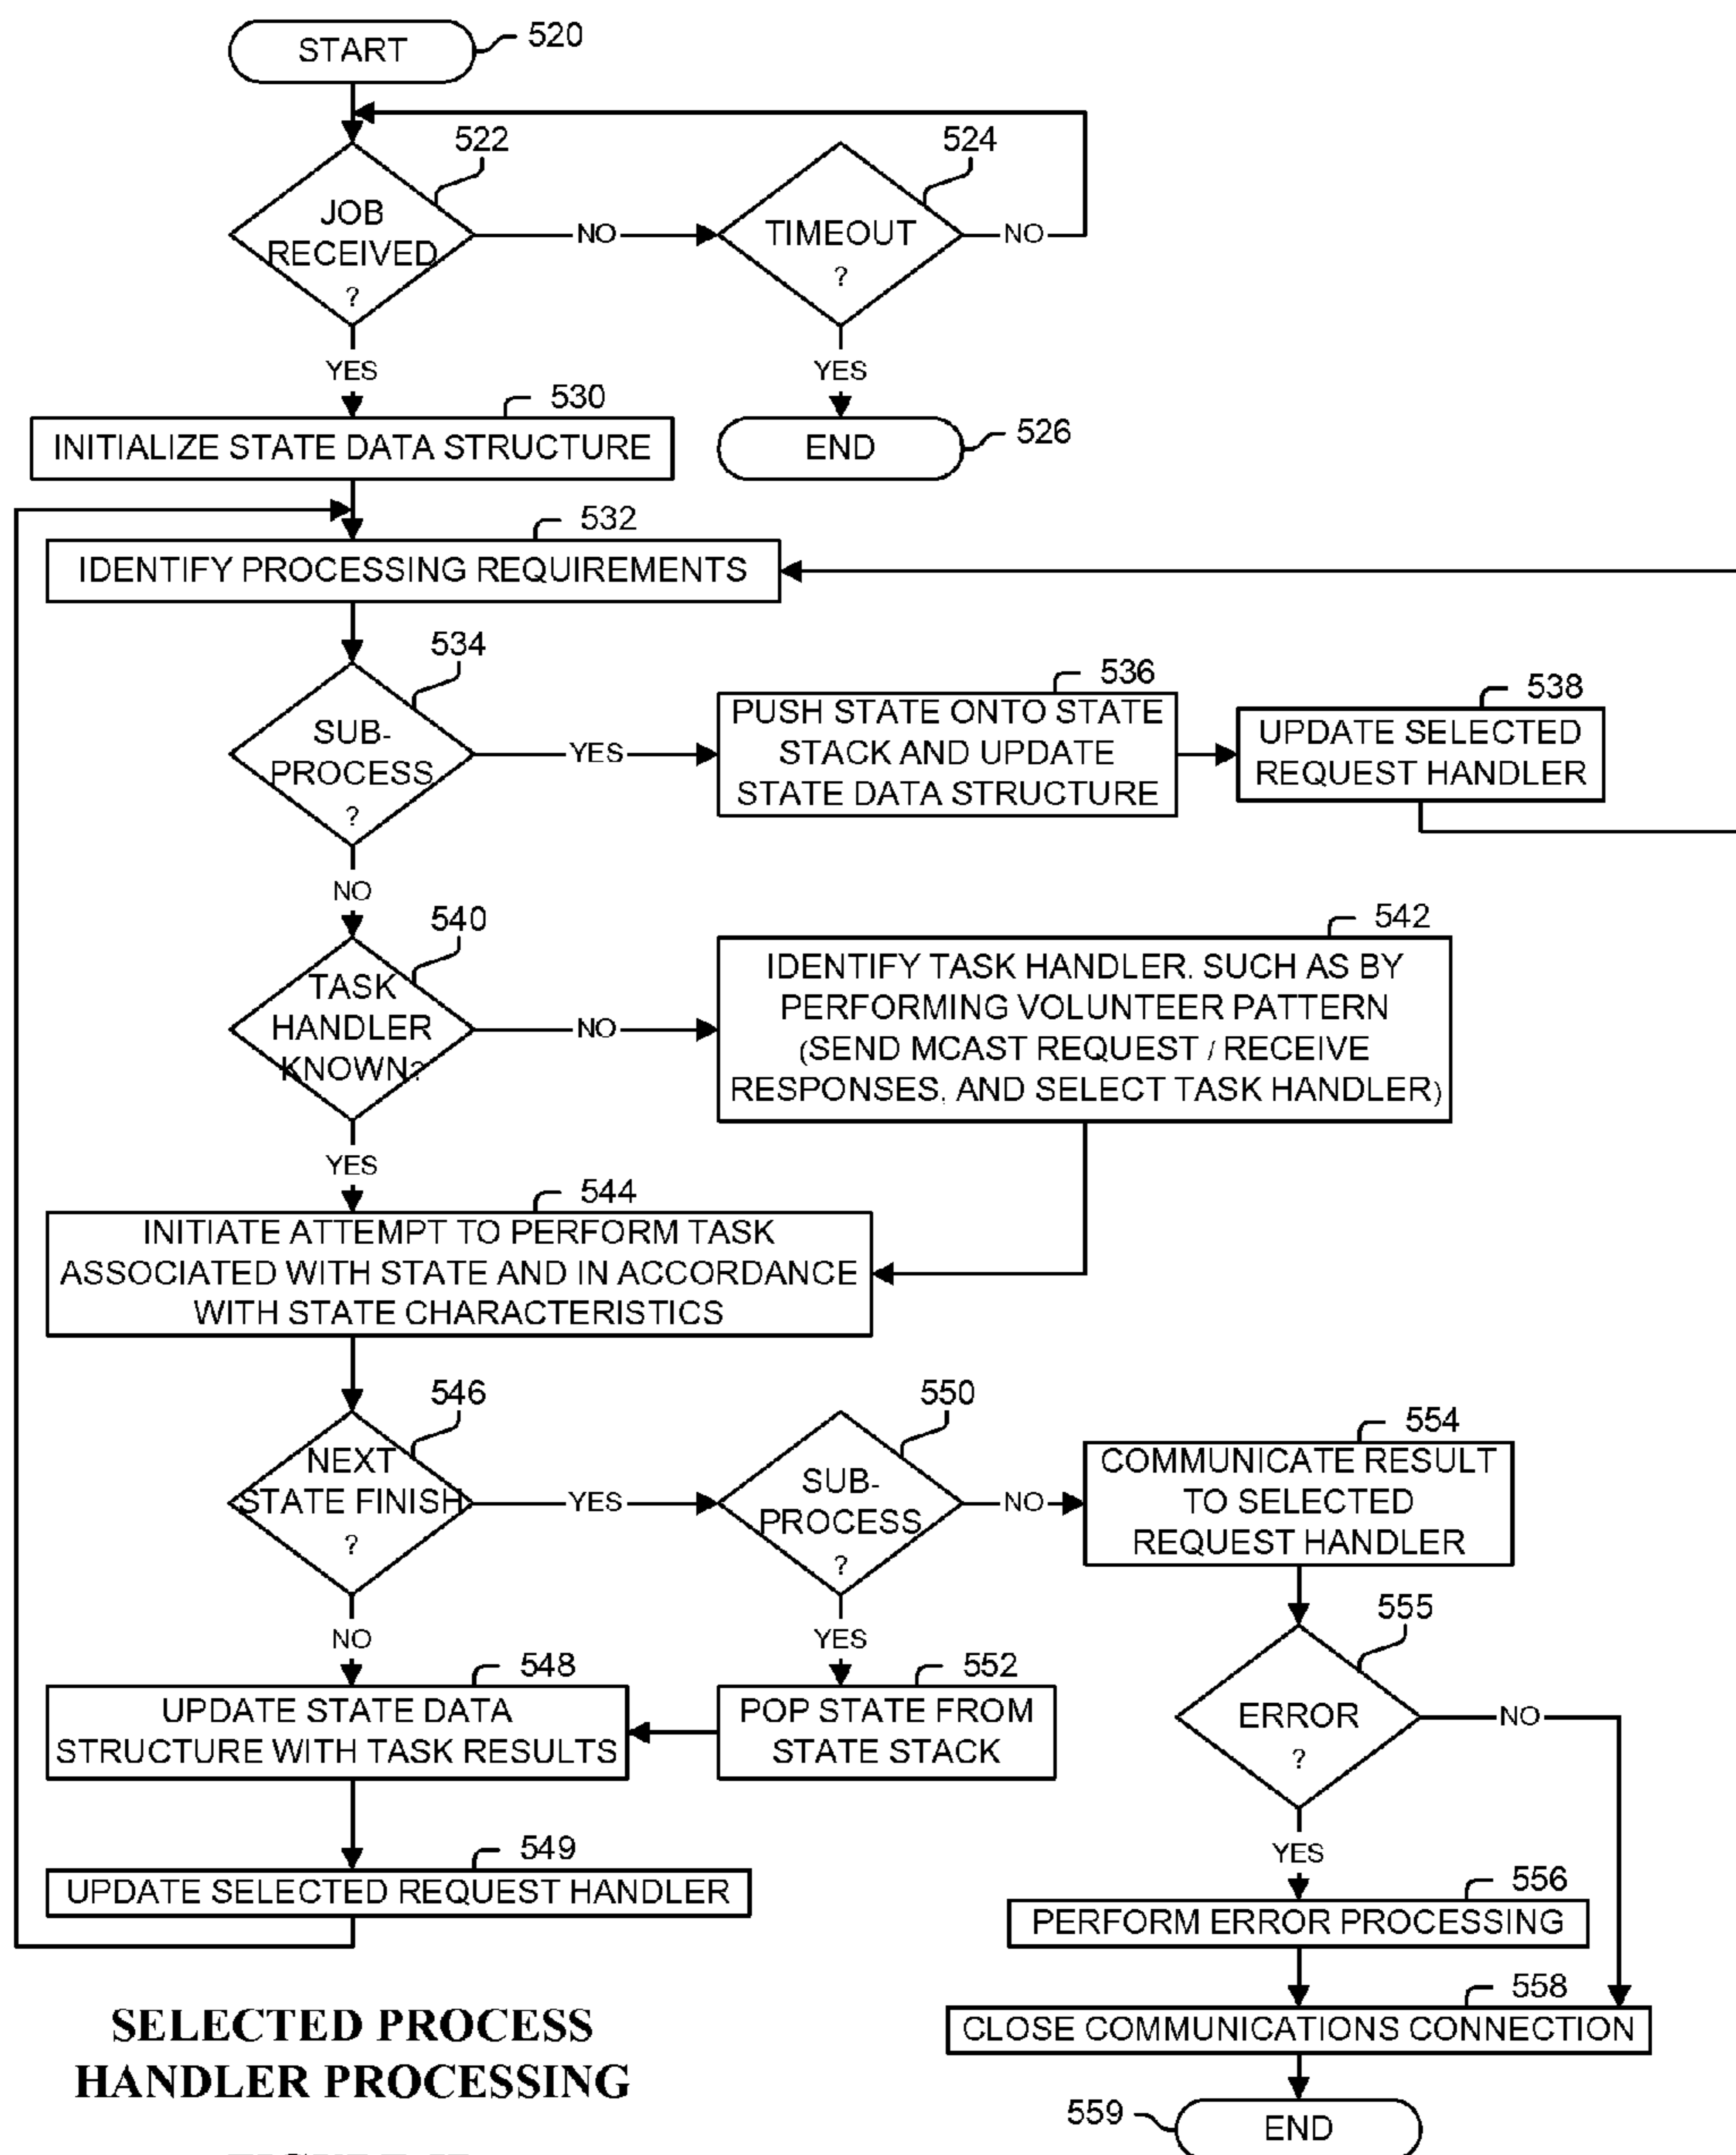 START
520
522
524
JOB
RECEIVED
?
NO
TIMEOUT
?
NO
YES
YES
530
INITIALIZE STATE DATA STRUCTURE
END
526
532
IDENTIFY PROCESSING REQUIREMENTS
534
SUB-
PROCESS
?
YES
536
PUSH STATE ONTO STATE
STACK AND UPDATE
STATE DATA STRUCTURE
538
UPDATE SELECTED
REQUEST HANDLER
NO
540
TASK
HANDLER
KNOWN?
NO
542
IDENTIFY TASK HANDLER. SUCH AS BY
PERFORMING VOLUNTEER PATTERN
(SEND MCAST REQUEST / RECEIVE
RESPONSES, AND SELECT TASK HANDLER)
YES
544
INITIATE ATTEMPT TO PERFORM TASK
ASSOCIATED WITH STATE AND IN ACCORDANCE
WITH STATE CHARACTERISTICS
546
NEXT
STATE FINISH
?
YES
550
SUB-
PROCESS
?
NO
554
COMMUNICATE RESULT
TO SELECTED
REQUEST HANDLER
NO
YES
555
ERROR
?
NO
548
UPDATE STATE DATA
STRUCTURE WITH TASK RESULTS
552
POP STATE FROM
STATE STACK
YES
549
UPDATE SELECTED REQUEST HANDLER
556
PERFORM ERROR PROCESSING
558
CLOSE COMMUNICATIONS CONNECTION
559
END
SELECTED PROCESS
HANDLER PROCESSING